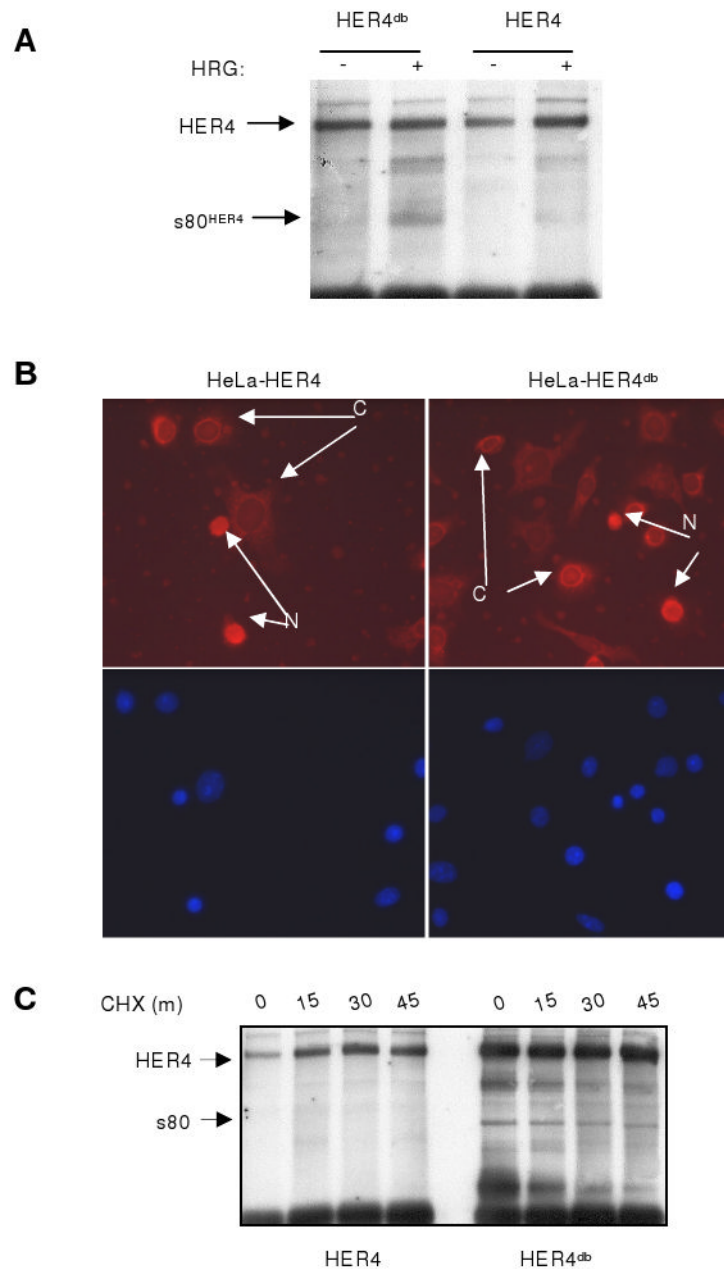 A
HER4ᵈᵇ HER4
HRG: - + - +
HER4
s80ᴴᴱᴿ⁴
B
HeLa-HER4 HeLa-HER4ᵈᵇ
C
N
N
C
C
CHX (m) 0 15 30 45 0 15 30 45
HER4
s80
HER4 HER4ᵈᵇ